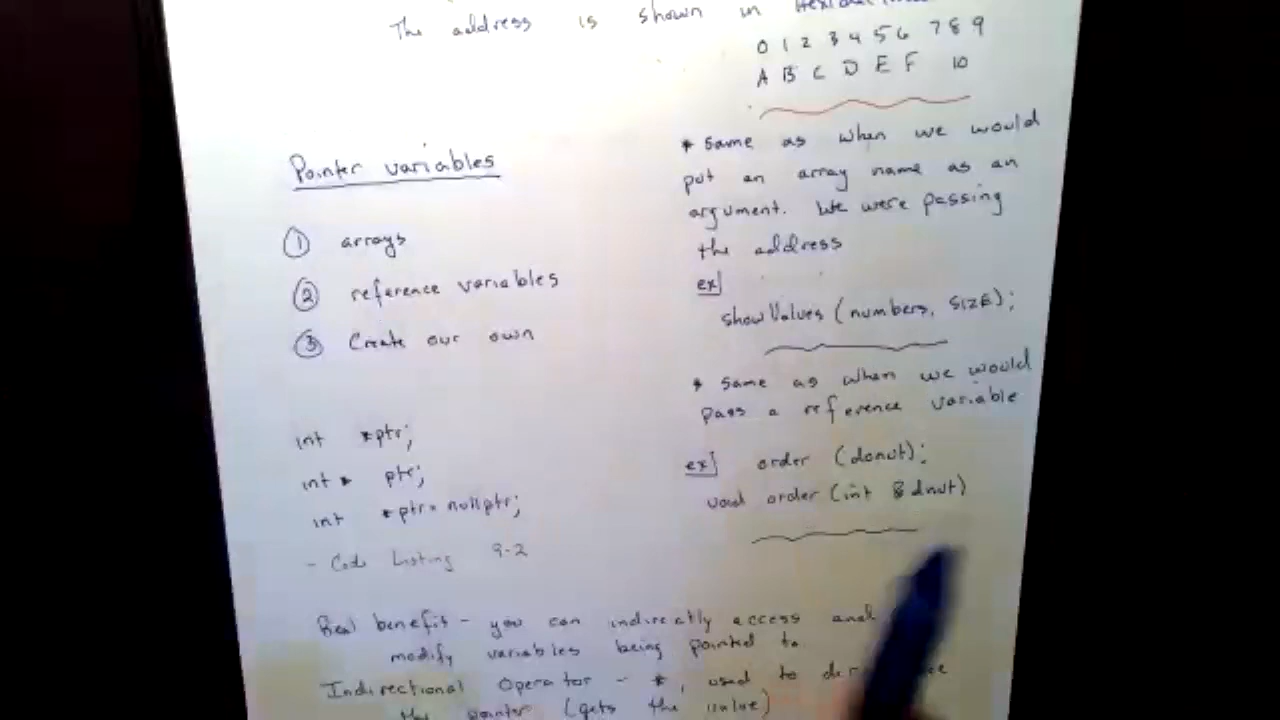 The address is shown in
0 1 2 3 4 5 6 7 8 9
A B C D E F 10
Pointer variables
① arrays
② reference variables
③ Create our own
int *ptr;
int* ptr;
int *ptr = nullptr;
- Code Listing 9-2
* Same as when we would
put an array name as an
argument. We were passing
the address
ex]
showValues (numbers, SIZE);
* Same as when we would
pass a reference variable
ex] order (donut);
void order (int &dnut)
Real benefit - you can indirectly access and
modify variables being pointed to
Indirectional Operator - *, used to
the pointer (gets the value)